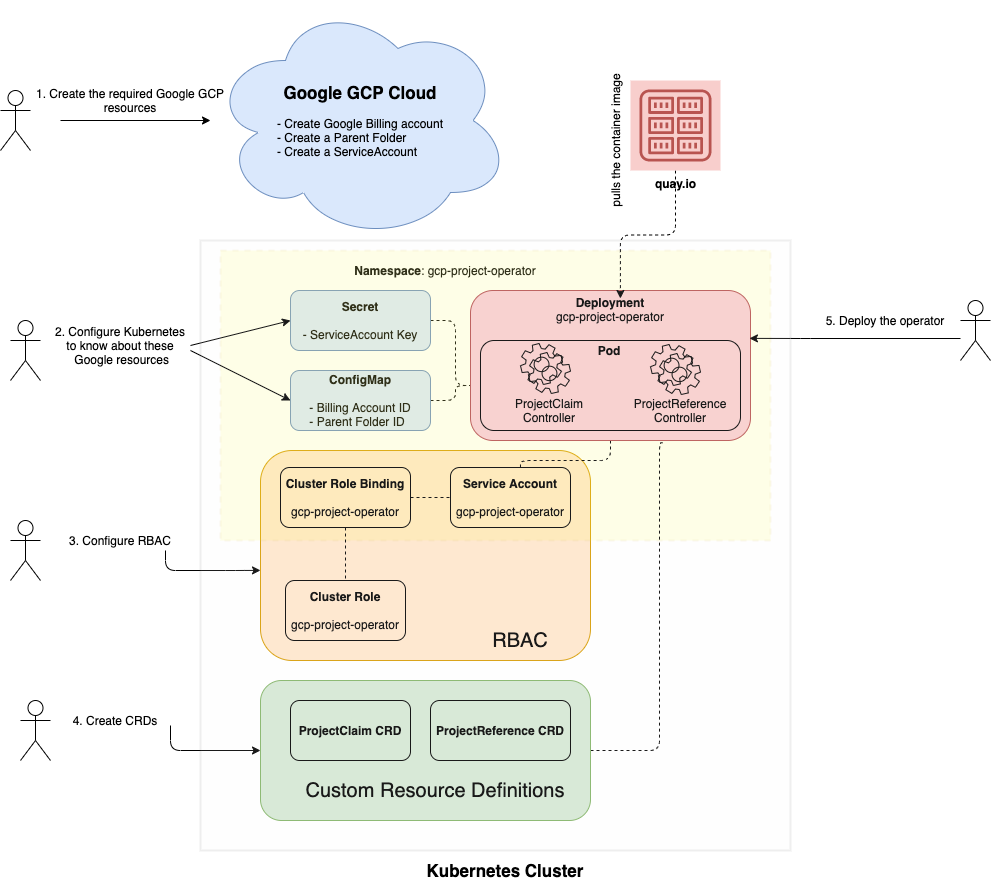 1. Create the required Google GCP
resources
Google GCP Cloud
- Create Google Billing account
- Create a Parent Folder
- Create a ServiceAccount
pulls the container image
quay.io
Namespace: gcp-project-operator
2. Configure Kubernetes
to know about these
Google resources
Secret
- ServiceAccount Key
ConfigMap
- Billing Account ID
- Parent Folder ID
Deployment
gcp-project-operator
Pod
ProjectClaim
Controller
ProjectReference
Controller
5. Deploy the operator
3. Configure RBAC
Cluster Role Binding
gcp-project-operator
Service Account
gcp-project-operator
Cluster Role
gcp-project-operator
RBAC
4. Create CRDs
ProjectClaim CRD
ProjectReference CRD
Custom Resource Definitions
Kubernetes Cluster